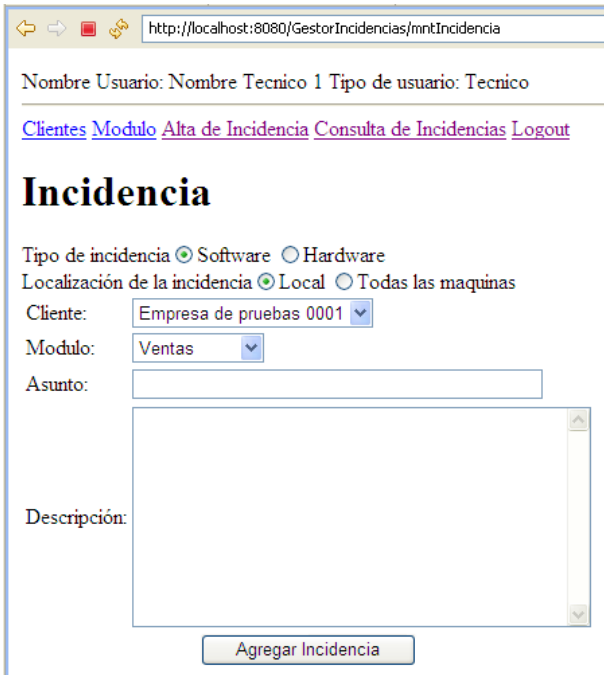 http://localhost:8080/GestorIncidencias/mntIncidencia
Nombre Usuario: Nombre Tecnico 1 Tipo de usuario: Tecnico
Clientes Modulo Alta de Incidencia Consulta de Incidencias Logout
Incidencia
Tipo de incidencia Software Hardware
Localización de la incidencia Local Todas las maquinas
Cliente: Empresa de pruebas 0001
Modulo: Ventas
Asunto:
Descripción:
Agregar Incidencia